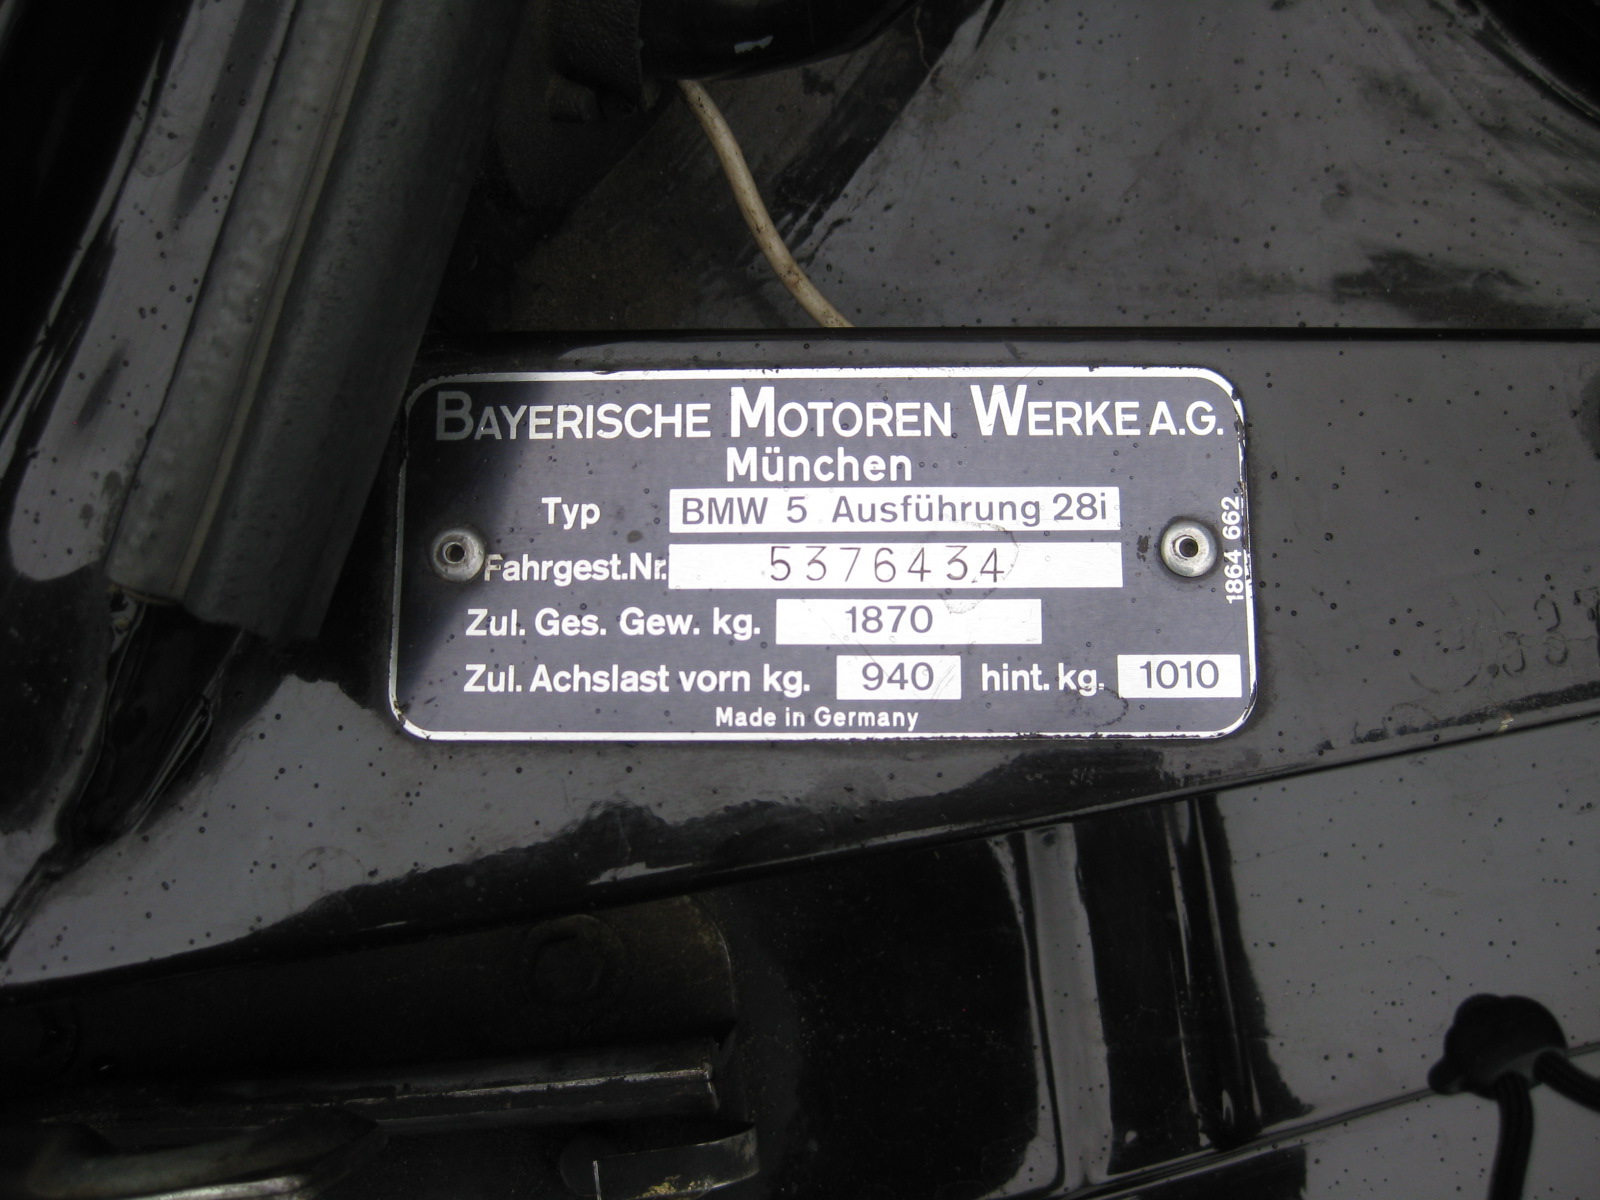 BAYERISCHE MOTOREN WERKE A.G.
München
Typ BMW 5 Ausführung 28i
Fahrgest.Nr. 5376434
Zul. Ges. Gew. kg. 1870
Zul. Achslast vorn kg. 940 hint. kg. 1010
Made in Germany
1864 662